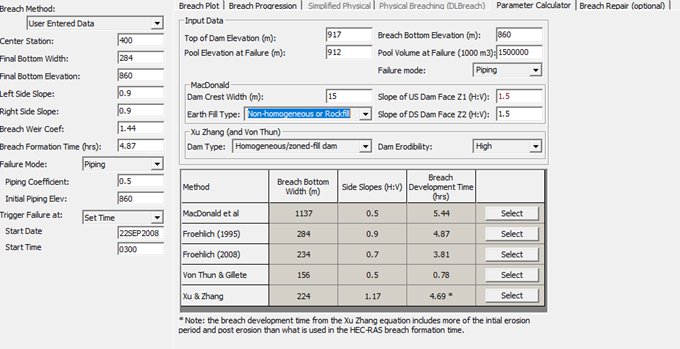 Breach Method:
User Entered Data
Center Station: 400
Final Bottom Width: 284
Final Bottom Elevation: 860
Left Side Slope: 0.9
Right Side Slope: 0.9
Breach Weir Coef: 1.44
Breach Formation Time (hrs): 4.87
Failure Mode: Piping
Piping Coefficient: 0.5
Initial Piping Elev: 860
Trigger Failure at: Set Time
Start Date 22SEP2008
Start Time 0300
Breach Plot Breach Progression Simplified Physical Physical Breaching (DLBreach) Parameter Calculator Breach Repair (optional)
Input Data
Top of Dam Elevation (m): 917 Breach Bottom Elevation (m): 860
Pool Elevation at Failure (m): 912 Pool Volume at Failure (1000 m3): 1500000
Failure mode: Piping
MacDonald
Dam Crest Width (m): 15 Slope of US Dam Face Z1 (H:V): 1.5
Earth Fill Type: Non-homogeneous or Rockfill Slope of DS Dam Face Z2 (H:V): 1.5
Xu Zhang (and Von Thun)
Dam Type: Homogeneous/zoned-fill dam Dam Erodibility: High
Method Breach Bottom Width (m) Side Slopes (H:V) Breach Development Time (hrs)
MacDonald et al 1137 0.5 5.44 Select
Froehlich (1995) 284 0.9 4.87 Select
Froehlich (2008) 234 0.7 3.81 Select
Von Thun & Gillete 156 0.5 0.78 Select
Xu & Zhang 224 1.17 4.69 * Select
* Note: the breach development time from the Xu Zhang equation includes more of the intial erosion
period and post erosion than what is used in the HEC-RAS breach formation time.